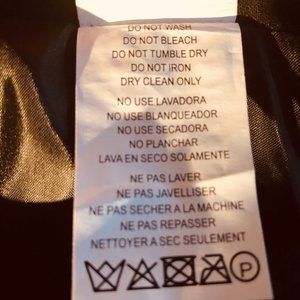 DO NOT WASH
DO NOT BLEACH
DO NOT TUMBLE DRY
DO NOT IRON
DRY CLEAN ONLY
NO USE LAVADORA
NO USE BLANQUEADOR
NO USE SECADORA
NO PLANCHAR
LAVA EN SECO SOLAMENTE
NE PAS LAVER
NE PAS JAVELLISER
NE PAS SECHER A LA MACHINE
NE PAS REPASSER
NETTOYER A SEC SEULEMENT
P